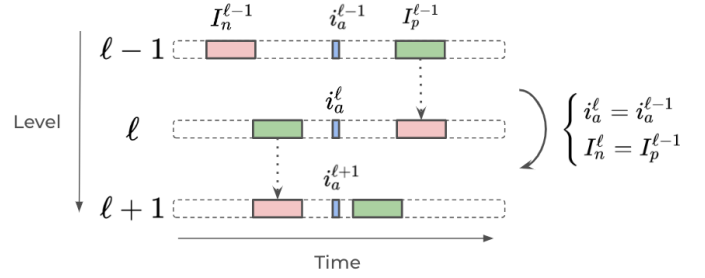 I_n^{ℓ-1} i_a^{ℓ-1} I_p^{ℓ-1}
ℓ − 1
i_a^ℓ
Level ℓ
i_a^ℓ = i_a^{ℓ-1}
I_n^ℓ = I_p^{ℓ-1}
i_a^{ℓ+1}
ℓ + 1
Time